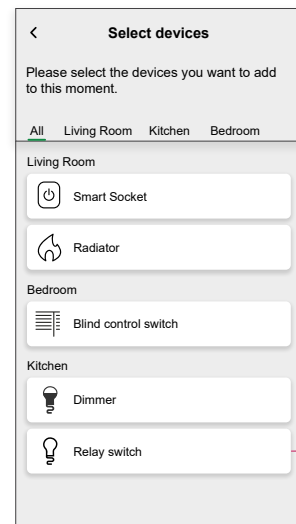 Select devices
Please select the devices you want to add
to this moment.
All Living Room Kitchen Bedroom
Living Room
Smart Socket
Radiator
Bedroom
Blind control switch
Kitchen
Dimmer
Relay switch